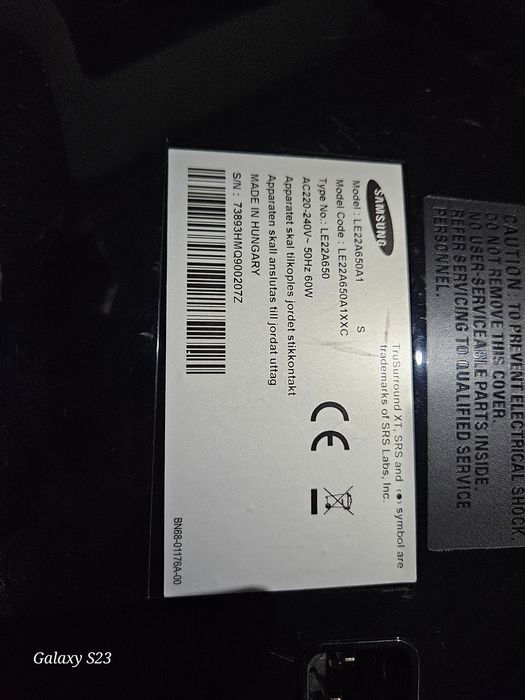 CAUTION : TO PREVENT ELECTRICAL SHOCK,
DO NOT REMOVE THIS COVER.
NO USER-SERVICEABLE PARTS INSIDE.
REFER SERVICING TO QUALIFIED SERVICE
PERSONNEL
SAMSUNG
TruSurround XT, SRS and (●) symbol are
trademarks of SRS Labs, Inc.
Model : LE22A650A1 S
Model Code : LE22A650A1XXC
Type No.: LE22A650
AC220-240V~ 50Hz 60W
Apparatet skal tilkoples jordet stikkontakt
Apparaten skall anslutas till jordat uttag
MADE IN HUNGARY
S/N : 73893HMQ900207Z
CE
BN68-01176A-00
Galaxy S23